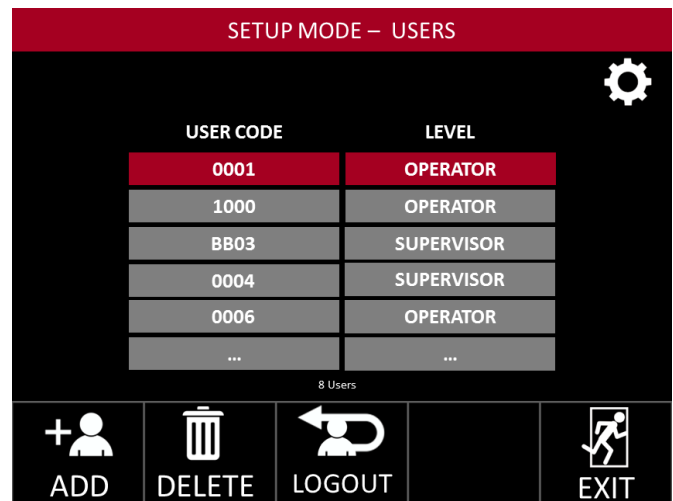 SETUP MODE – USERS
USER CODE LEVEL
0001 OPERATOR
1000 OPERATOR
BB03 SUPERVISOR
0004 SUPERVISOR
0006 OPERATOR
... ...
8 Users
ADD DELETE LOGOUT EXIT